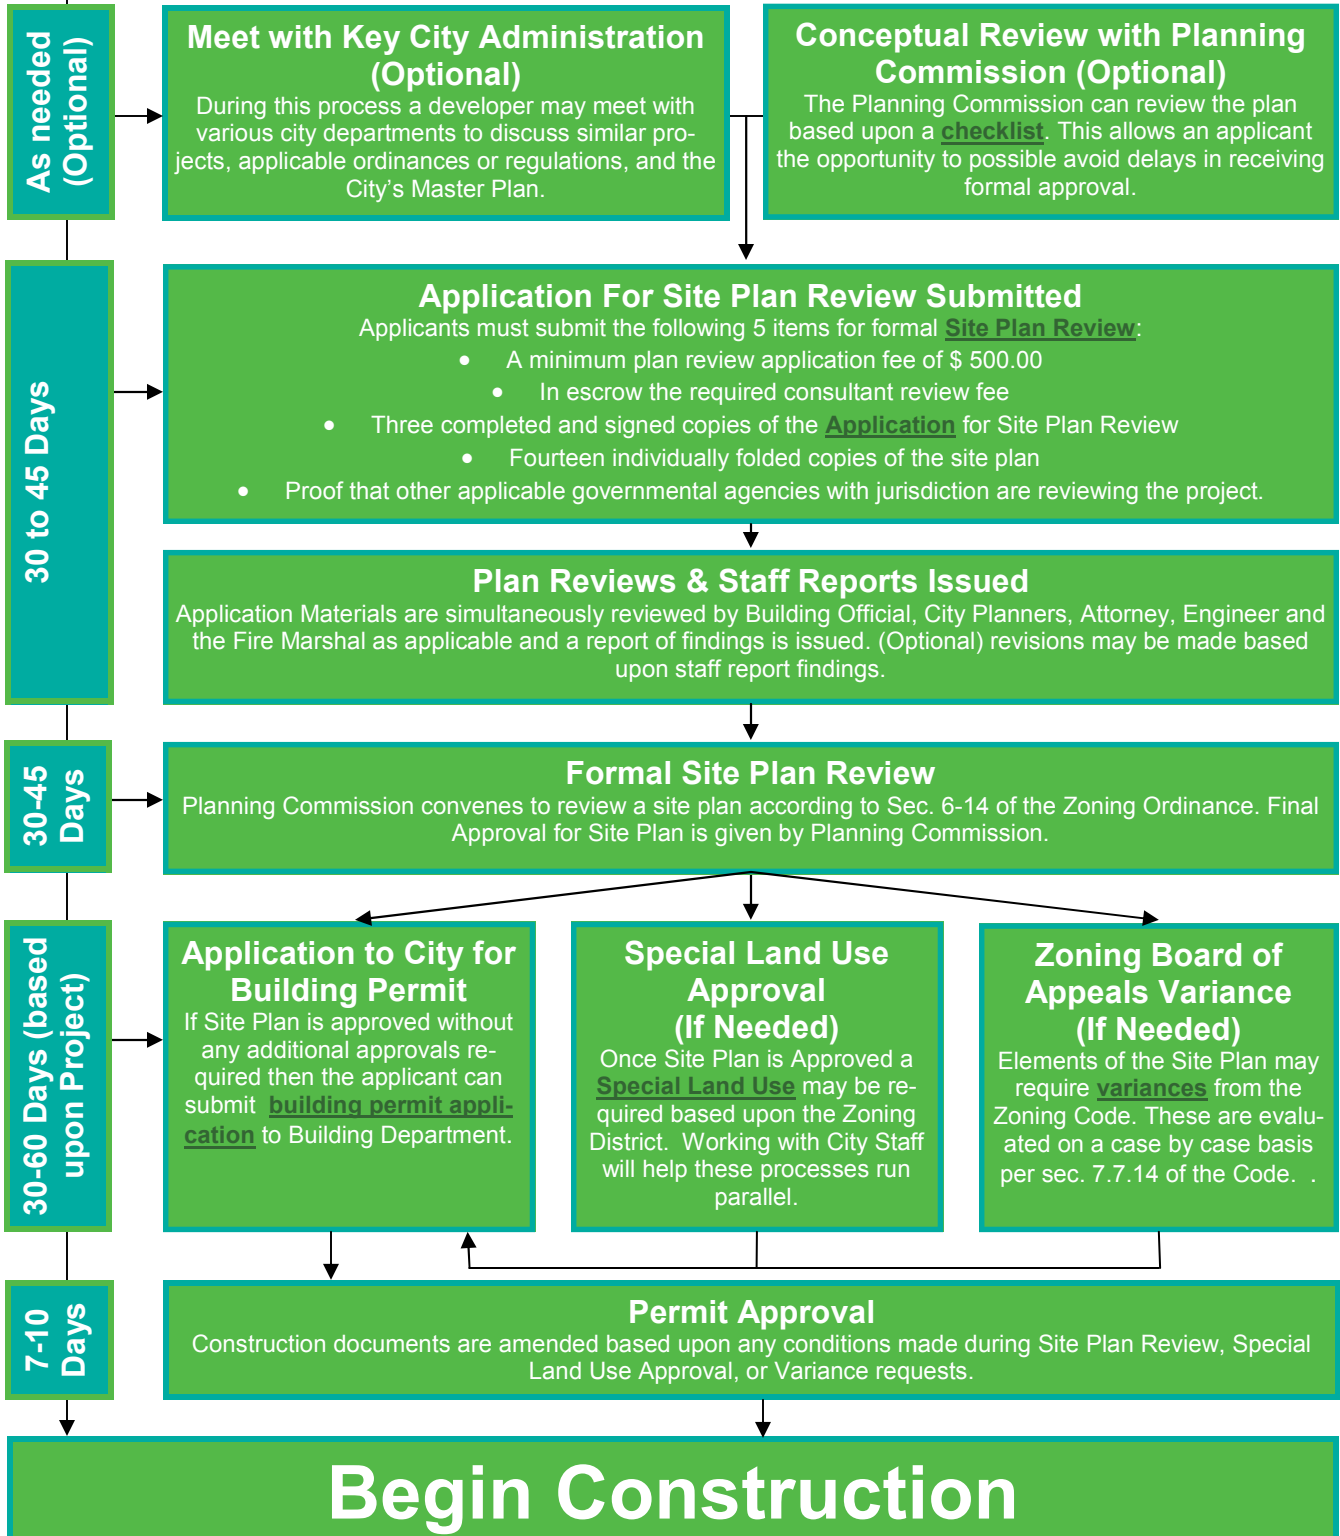 As needed
(Optional)
Meet with Key City Administration
(Optional)
During this process a developer may meet with
various city departments to discuss similar pro-
jects, applicable ordinances or regulations, and the
City's Master Plan.
Conceptual Review with Planning
Commission (Optional)
The Planning Commission can review the plan
based upon a checklist. This allows an applicant
the opportunity to possible avoid delays in receiving
formal approval.
30 to 45 Days
Application For Site Plan Review Submitted
Applicants must submit the following 5 items for formal Site Plan Review:
• A minimum plan review application fee of $ 500.00
• In escrow the required consultant review fee
• Three completed and signed copies of the Application for Site Plan Review
• Fourteen individually folded copies of the site plan
• Proof that other applicable governmental agencies with jurisdiction are reviewing the project.
Plan Reviews & Staff Reports Issued
Application Materials are simultaneously reviewed by Building Official, City Planners, Attorney, Engineer and
the Fire Marshal as applicable and a report of findings is issued. (Optional) revisions may be made based
upon staff report findings.
30-45
Days
Formal Site Plan Review
Planning Commission convenes to review a site plan according to Sec. 6-14 of the Zoning Ordinance. Final
Approval for Site Plan is given by Planning Commission.
30-60 Days (based
upon Project)
Application to City for
Building Permit
If Site Plan is approved without
any additional approvals re-
quired then the applicant can
submit building permit appli-
cation to Building Department.
Special Land Use
Approval
(If Needed)
Once Site Plan is Approved a
Special Land Use may be re-
quired based upon the Zoning
District. Working with City Staff
will help these processes run
parallel.
Zoning Board of
Appeals Variance
(If Needed)
Elements of the Site Plan may
require variances from the
Zoning Code. These are evalu-
ated on a case by case basis
per sec. 7.7.14 of the Code. .
7-10
Days
Permit Approval
Construction documents are amended based upon any conditions made during Site Plan Review, Special
Land Use Approval, or Variance requests.
Begin Construction